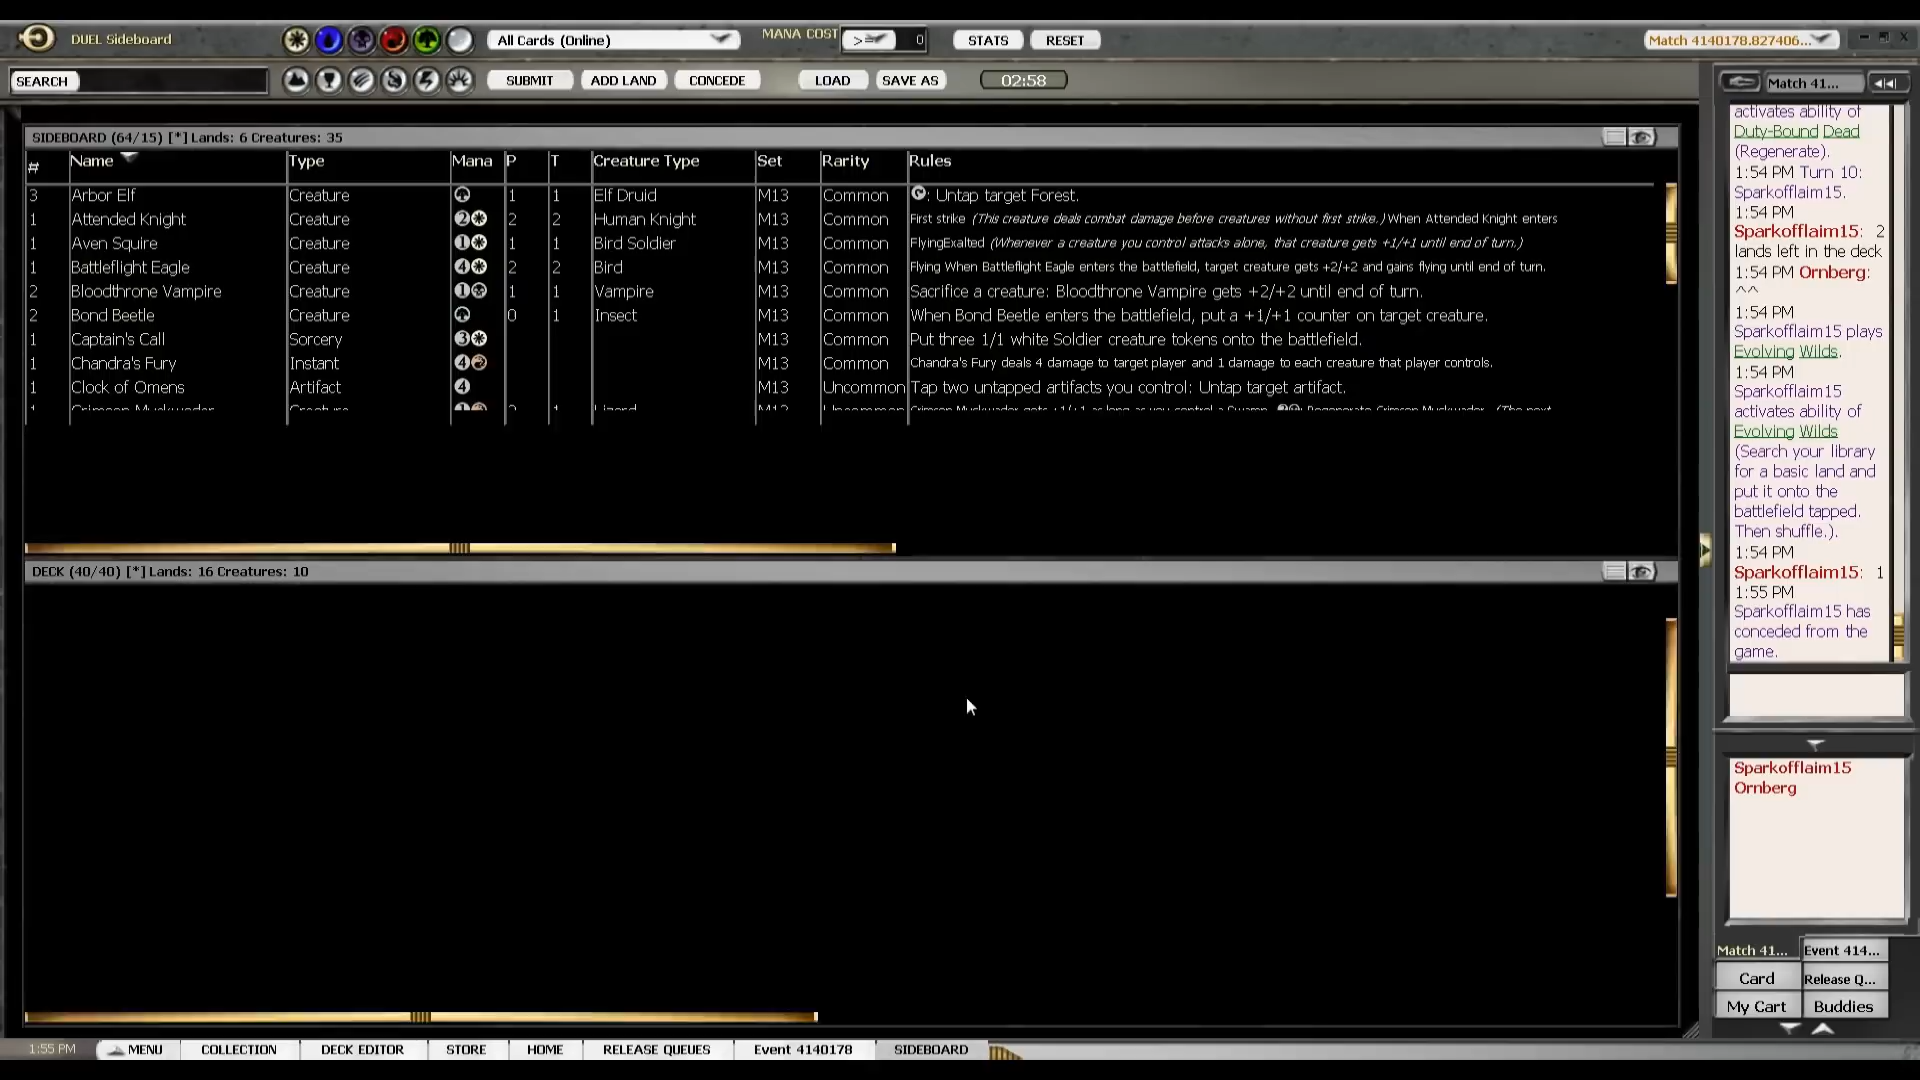 DUEL Sideboard
All Cards (Online)
MANA COST
>=
0
STATS
RESET
Match 4140178.827406...
SEARCH
SUBMIT
ADD LAND
CONCEDE
LOAD
SAVE AS
02:58
SIDEBOARD (64/15) [*] Lands: 6 Creatures: 35
# Name Type Mana P T Creature Type Set Rarity Rules
3 Arbor Elf Creature 1 1 Elf Druid M13 Common : Untap target Forest.
1 Attended Knight Creature 2 2 2 Human Knight M13 Common First strike (This creature deals combat damage before creatures without first strike.) When Attended Knight enters
1 Aven Squire Creature 1 1 1 Bird Soldier M13 Common FlyingExalted (Whenever a creature you control attacks alone, that creature gets +1/+1 until end of turn.)
1 Battleflight Eagle Creature 4 2 2 Bird M13 Common Flying When Battleflight Eagle enters the battlefield, target creature gets +2/+2 and gains flying until end of turn.
2 Bloodthrone Vampire Creature 1 1 1 Vampire M13 Common Sacrifice a creature: Bloodthrone Vampire gets +2/+2 until end of turn.
2 Bond Beetle Creature 0 1 Insect M13 Common When Bond Beetle enters the battlefield, put a +1/+1 counter on target creature.
1 Captain's Call Sorcery 3 M13 Common Put three 1/1 white Soldier creature tokens onto the battlefield.
1 Chandra's Fury Instant 4 M13 Common Chandra's Fury deals 4 damage to target player and 1 damage to each creature that player controls.
1 Clock of Omens Artifact 4 M13 Uncommon Tap two untapped artifacts you control: Untap target artifact.
DECK (40/40) [*] Lands: 16 Creatures: 10
Match 41...
activates ability of
Duty-Bound Dead
(Regenerate).
1:54 PM Turn 10:
Sparkofflaim15.
1:54 PM
Sparkofflaim15: 2
lands left in the deck
1:54 PM Ornberg:
^^
1:54 PM
Sparkofflaim15 plays
Evolving Wilds.
1:54 PM
Sparkofflaim15
activates ability of
Evolving Wilds
(Search your library
for a basic land and
put it onto the
battlefield tapped.
Then shuffle.).
1:54 PM
Sparkofflaim15: 1
1:55 PM
Sparkofflaim15 has
conceded from the
game.
Sparkofflaim15
Ornberg
Match 41...
Event 414...
Card
Release Q...
My Cart
Buddies
1:55 PM
MENU
COLLECTION
DECK EDITOR
STORE
HOME
RELEASE QUEUES
Event 4140178
SIDEBOARD